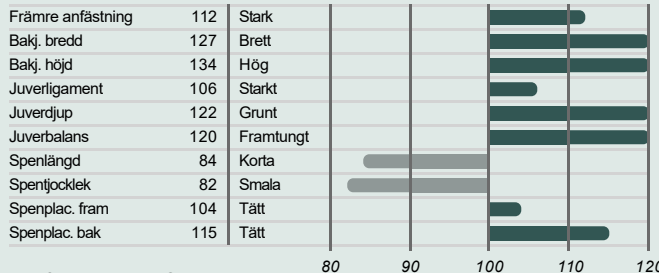 Främre anfästning 112 Stark
Bakj. bredd 127 Brett
Bakj. höjd 134 Hög
Juverligament 106 Starkt
Juverdjup 122 Grunt
Juverbalans 120 Framtungt
Spenlängd 84 Korta
Spentjocklek 82 Smala
Spenplac. fram 104 Tätt
Spenplac. bak 115 Tätt
80 90 100 110 120